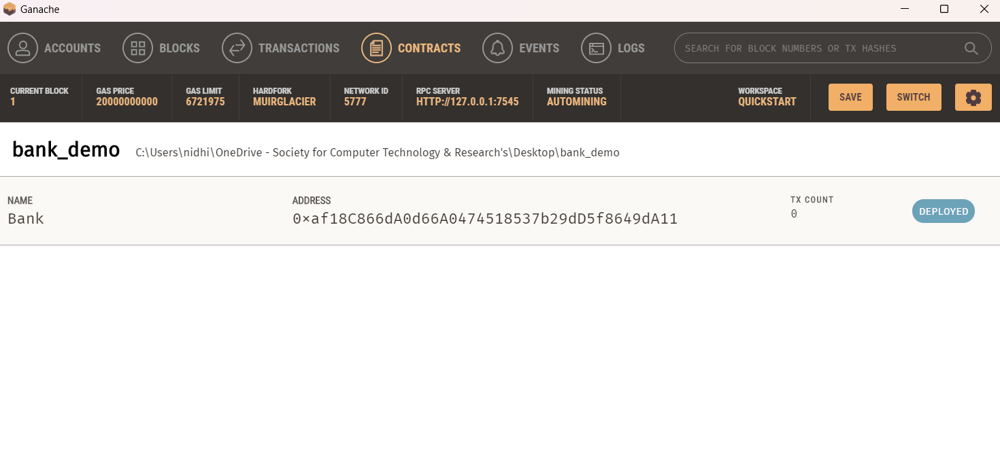 Ganache
ACCOUNTS BLOCKS TRANSACTIONS CONTRACTS EVENTS LOGS SEARCH FOR BLOCK NUMBERS OR TX HASHES
CURRENT BLOCK GAS PRICE GAS LIMIT HARDFORK NETWORK ID RPC SERVER MINING STATUS WORKSPACE
1 20000000000 6721975 MUIRGLACIER 5777 HTTP://127.0.0.1:7545 AUTOMINING QUICKSTART SAVE SWITCH
bank_demo C:\Users\nidhi\OneDrive - Society for Computer Technology & Research's\Desktop\bank_demo
NAME ADDRESS TX COUNT
Bank 0×af18C866dA0d66A0474518537b29dD5f8649dA11 0 DEPLOYED